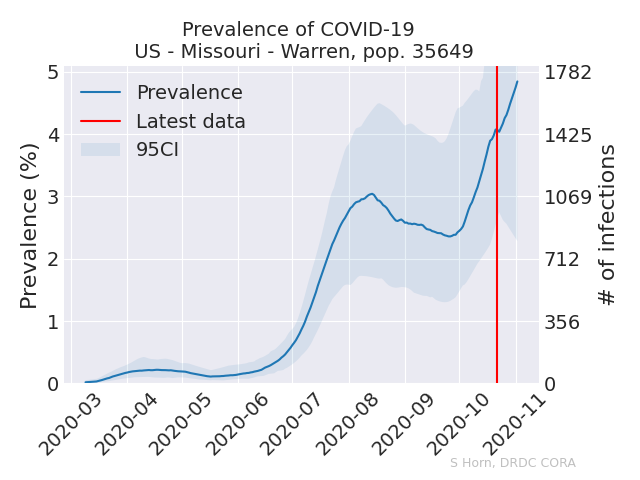 Prevalence of COVID-19
US - Missouri - Warren, pop. 35649
Prevalence (%)
5
4
3
2
1
0
Prevalence
Latest data
95CI
1782
1425
1069
712
356
0
# of infections
2020-03
2020-04
2020-05
2020-06
2020-07
2020-08
2020-09
2020-10
2020-11
S Horn, DRDC CORA